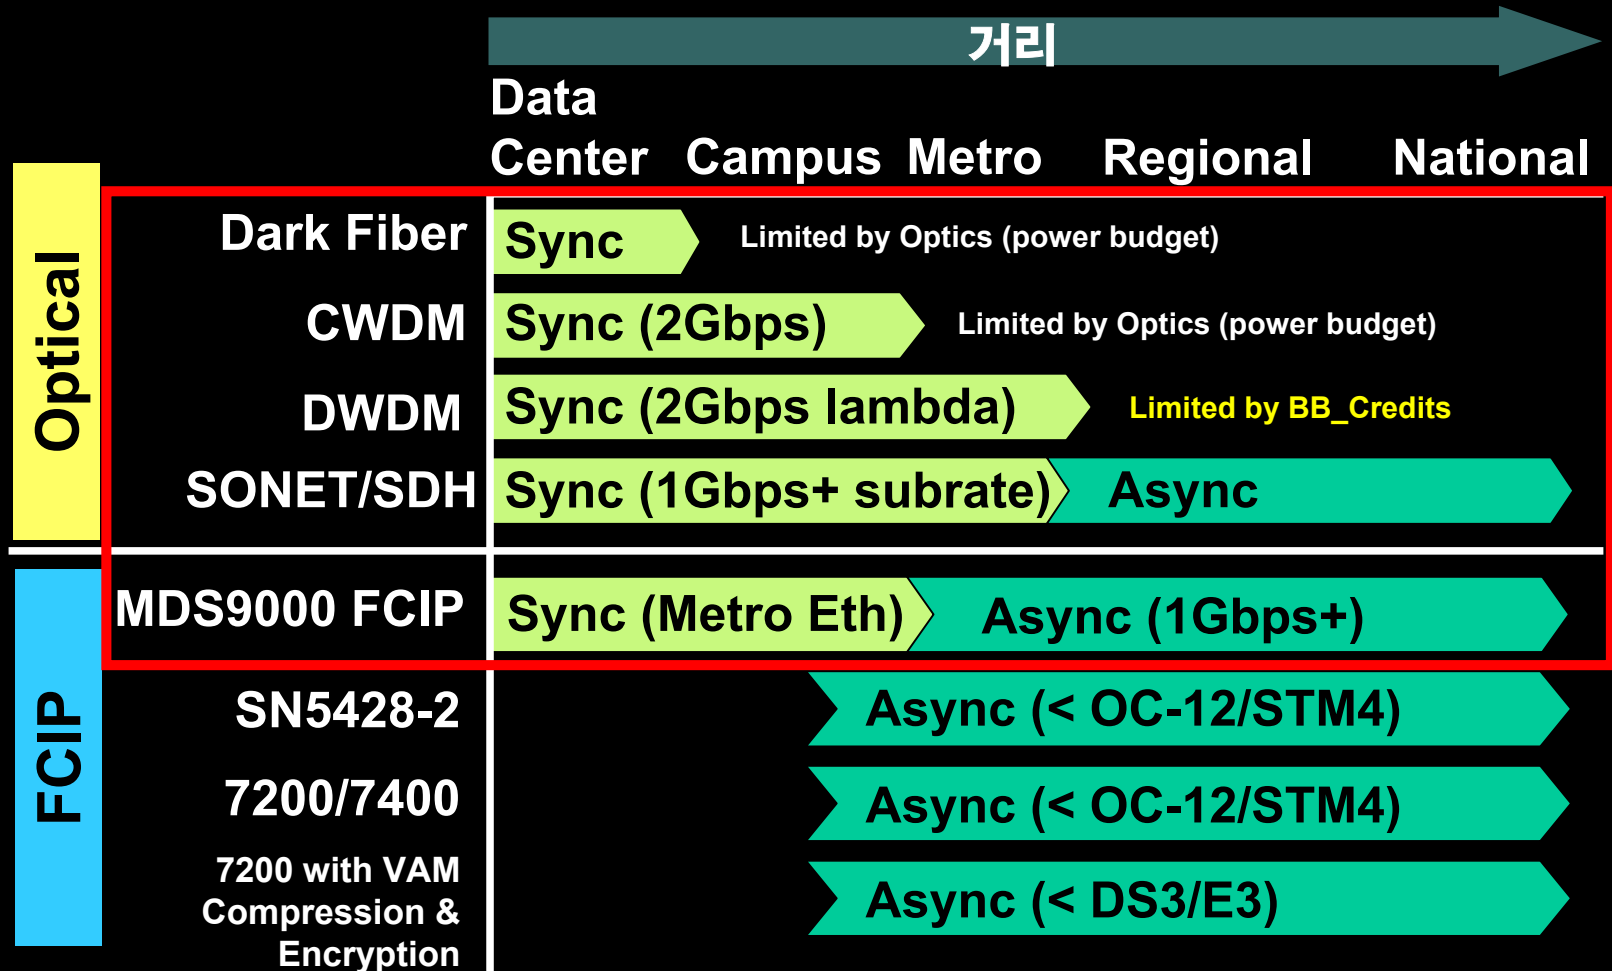 거리
Data
Center Campus Metro Regional National
Optical
Dark Fiber Sync Limited by Optics (power budget)
CWDM Sync (2Gbps) Limited by Optics (power budget)
DWDM Sync (2Gbps lambda) Limited by BB_Credits
SONET/SDH Sync (1Gbps+ subrate) Async
FCIP
MDS9000 FCIP Sync (Metro Eth) Async (1Gbps+)
SN5428-2 Async (< OC-12/STM4)
7200/7400 Async (< OC-12/STM4)
7200 with VAM
Compression &
Encryption
Async (< DS3/E3)